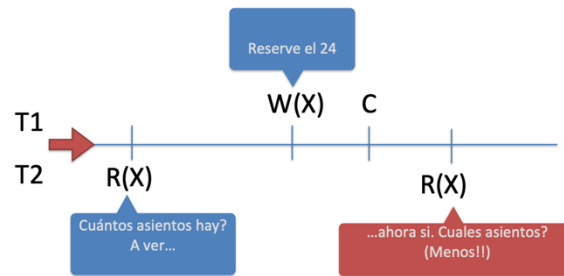 Reserve el 24
W(X)
C
T1
T2
R(X)
R(X)
Cuántos asientos hay?
A ver…
…ahora si. Cuales asientos?
(Menos!!)